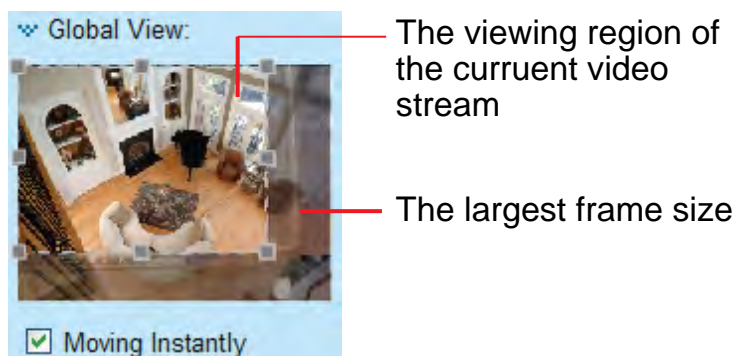 Global View:
The viewing region of
the curruent video
stream
The largest frame size
Moving Instantly